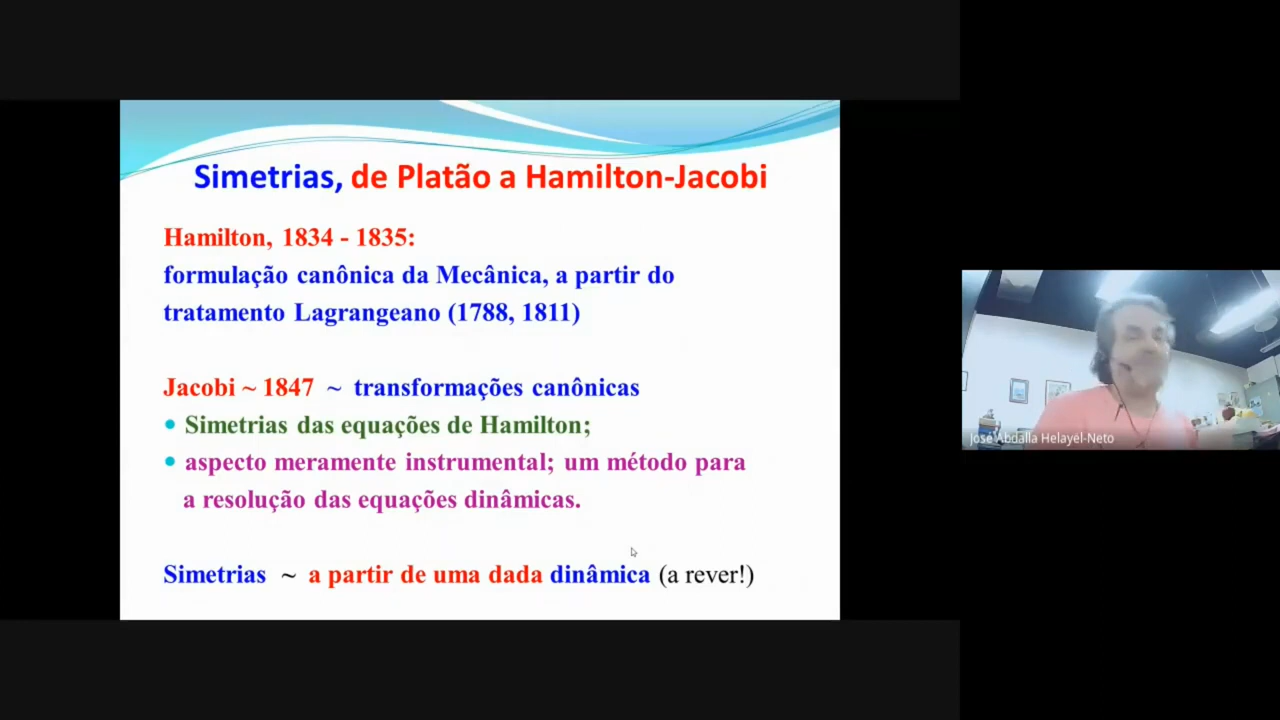 Simetrias, de Platão a Hamilton-Jacobi
Hamilton, 1834 - 1835:
formulação canônica da Mecânica, a partir do
tratamento Lagrangeano (1788, 1811)
Jacobi ~ 1847 ~ transformações canônicas
• Simetrias das equações de Hamilton;
• aspecto meramente instrumental; um método para
a resolução das equações dinâmicas.
Simetrias ~ a partir de uma dada dinâmica (a rever!)
José Abdalla Helayël-Neto